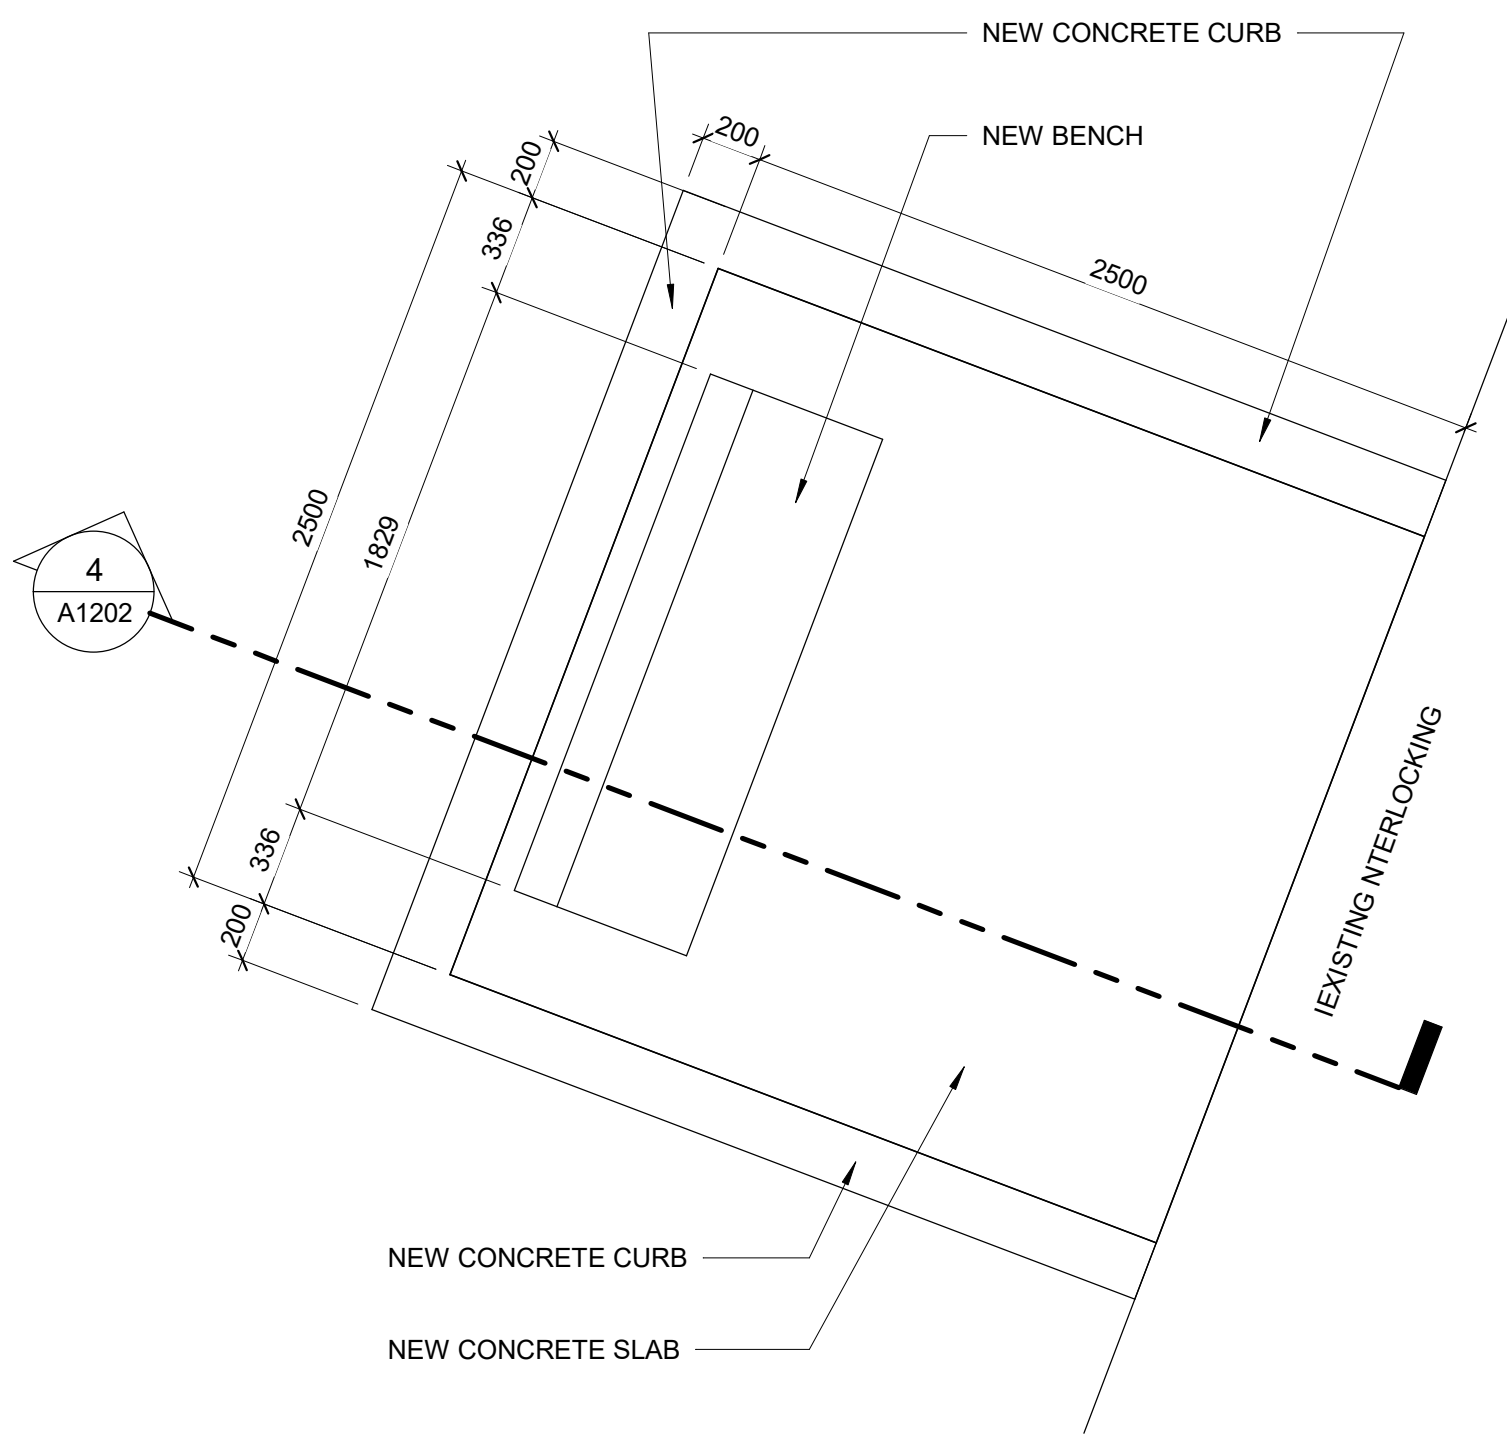 NEW CONCRETE CURB
NEW BENCH
200
200
336
2500
2500
1829
4
A1202
336
200
IEXISTING NTERLOCKING
NEW CONCRETE CURB
NEW CONCRETE SLAB